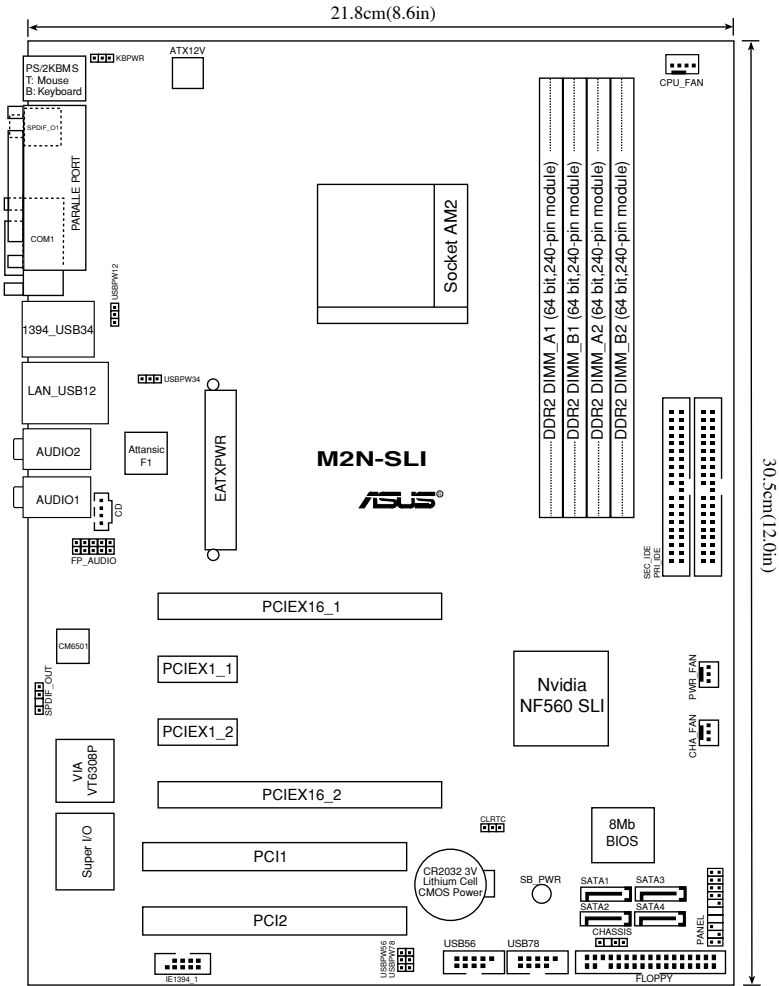 21.8cm(8.6in)
KBPWR
ATX12V
PS/2KBMS
T: Mouse
B: Keyboard
CPU_FAN
SPDIF_O1
PARALLE PORT
COM1
USBPW12
Socket AM2
DDR2 DIMM_A1 (64 bit,240-pin module)
DDR2 DIMM_B1 (64 bit,240-pin module)
DDR2 DIMM_A2 (64 bit,240-pin module)
DDR2 DIMM_B2 (64 bit,240-pin module)
1394_USB34
LAN_USB12
USBPW34
AUDIO2
Attansic
F1
EATXPWR
M2N-SLI
ASUS®
AUDIO1
CD
FP_AUDIO
SEC_IDE
PRI_IDE
30.5cm(12.0in)
PCIEX16_1
CM6501
PCIEX1_1
Nvidia
NF560 SLI
PWR_FAN
SPDIF_OUT
PCIEX1_2
CHA_FAN
VIA
VT6308P
PCIEX16_2
CLRTC
8Mb
BIOS
Super I/O
PCI1
CR2032 3V
Lithium Cell
CMOS Power
SB_PWR
SATA1
SATA3
SATA2
SATA4
PANEL
PCI2
CHASSIS
USBPW56
USBPW78
USB56
USB78
IE1394_1
FLOPPY